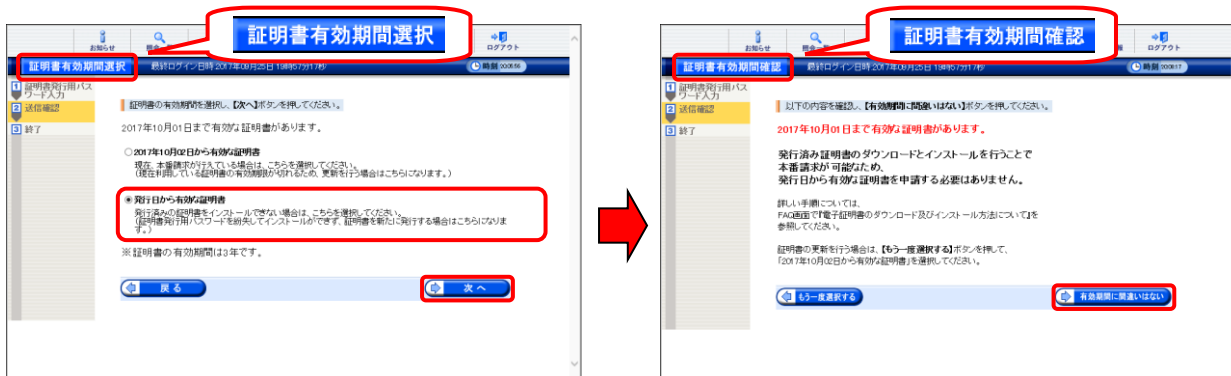 証明書有効期間選択
お知らせ
ログアウト
証明書有効期間選択
最終ログイン日時 2017年09月25日 19時57分17秒
時刻
1 証明書発行用パス
ワード入力
2 送信確認
3 終了
証明書の有効期間を選択し、【次へ】ボタンを押してください。
2017年10月01日まで有効な証明書があります。
2017年10月02日から有効な証明書
現在、本番請求が行えている場合は、こちらを選択してください。
(現在利用している証明書の有効期限が切れるため、更新を行う場合はこちらになります。)
発行日から有効な証明書
発行済みの証明書をインストールできない場合は、こちらを選択してください。
(証明書発行用パスワードを紛失してインストールができず、証明書を新たに発行する場合はこちらになりま
す。)
※証明書の有効期間は3年です。
戻る
次へ
証明書有効期間確認
お知らせ
ログアウト
証明書有効期間確認
最終ログイン日時 2017年09月25日 19時57分17秒
時刻
1 証明書発行用パス
ワード入力
2 送信確認
3 終了
以下の内容を確認し、【有効期間に間違いはない】ボタンを押してください。
2017年10月01日まで有効な証明書があります。
発行済み証明書のダウンロードとインストールを行うことで
本番請求が可能なため、
発行日から有効な証明書を申請する必要はありません。
詳しい手順については、
FAQ画面で『電子証明書のダウンロード及びインストール方法について』を
参照してください。
証明書の更新を行う場合は、【もう一度選択する】ボタンを押して、
「2017年10月02日から有効な証明書」を選択してください。
もう一度選択する
有効期間に間違いはない